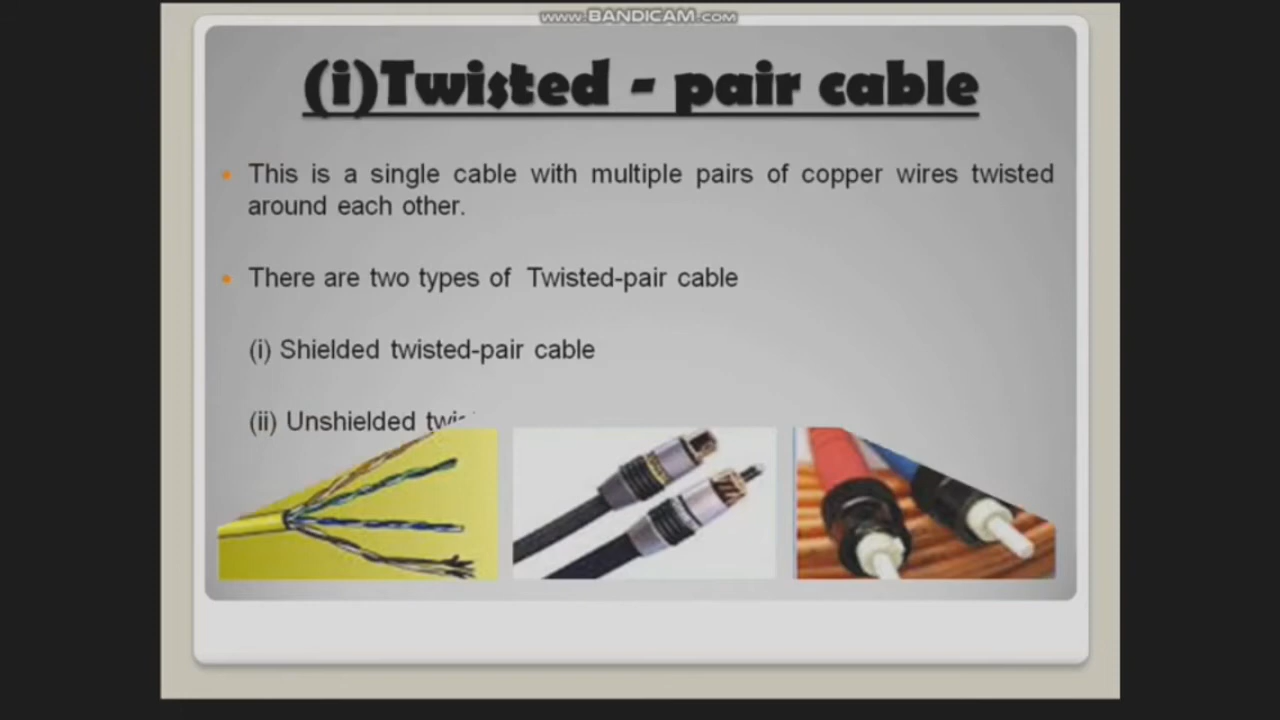 www.BANDICAM.com
(i)Twisted - pair cable
This is a single cable with multiple pairs of copper wires twisted
around each other.
There are two types of Twisted-pair cable
(i) Shielded twisted-pair cable
(ii) Unshielded